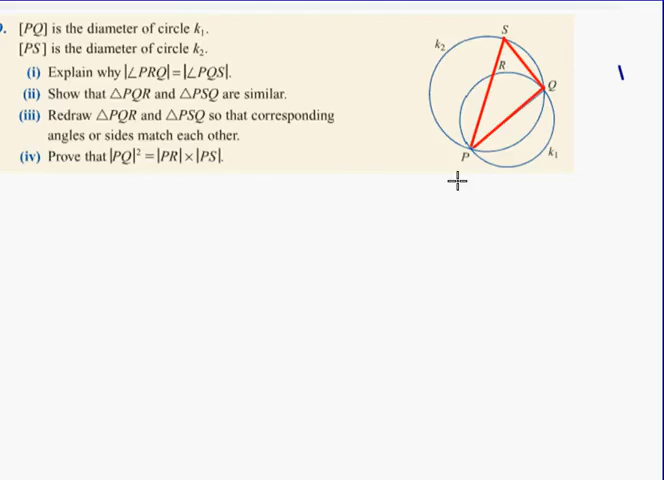 [PQ] is the diameter of circle k₁.
[PS] is the diameter of circle k₂.
(i) Explain why |∠PRQ|=|∠PQS|.
(ii) Show that △PQR and △PSQ are similar.
(iii) Redraw △PQR and △PSQ so that corresponding
angles or sides match each other.
(iv) Prove that |PQ|² = |PR| × |PS|.
S
k₂
R
Q
P
k₁